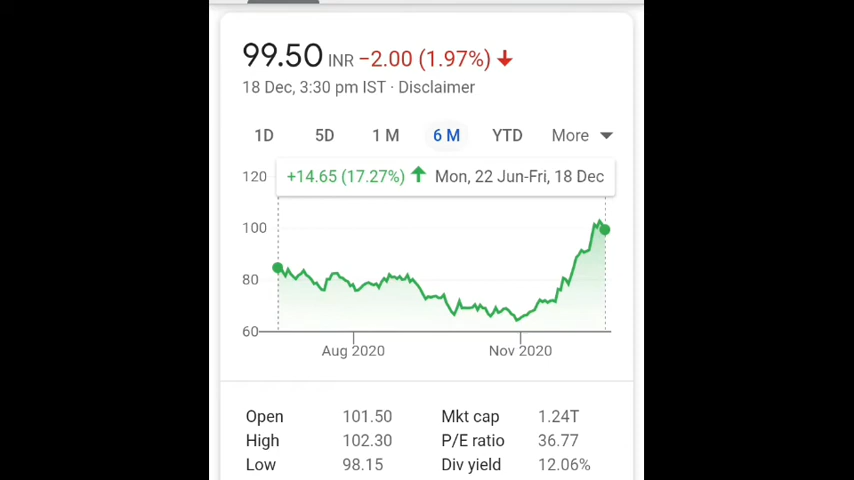 99.50 INR −2.00 (1.97%)
18 Dec, 3:30 pm IST · Disclaimer
1D 5D 1 M 6 M YTD More
120 +14.65 (17.27%) Mon, 22 Jun-Fri, 18 Dec
100
80
60
Aug 2020 Nov 2020
Open 101.50 Mkt cap 1.24T
High 102.30 P/E ratio 36.77
Low 98.15 Div yield 12.06%